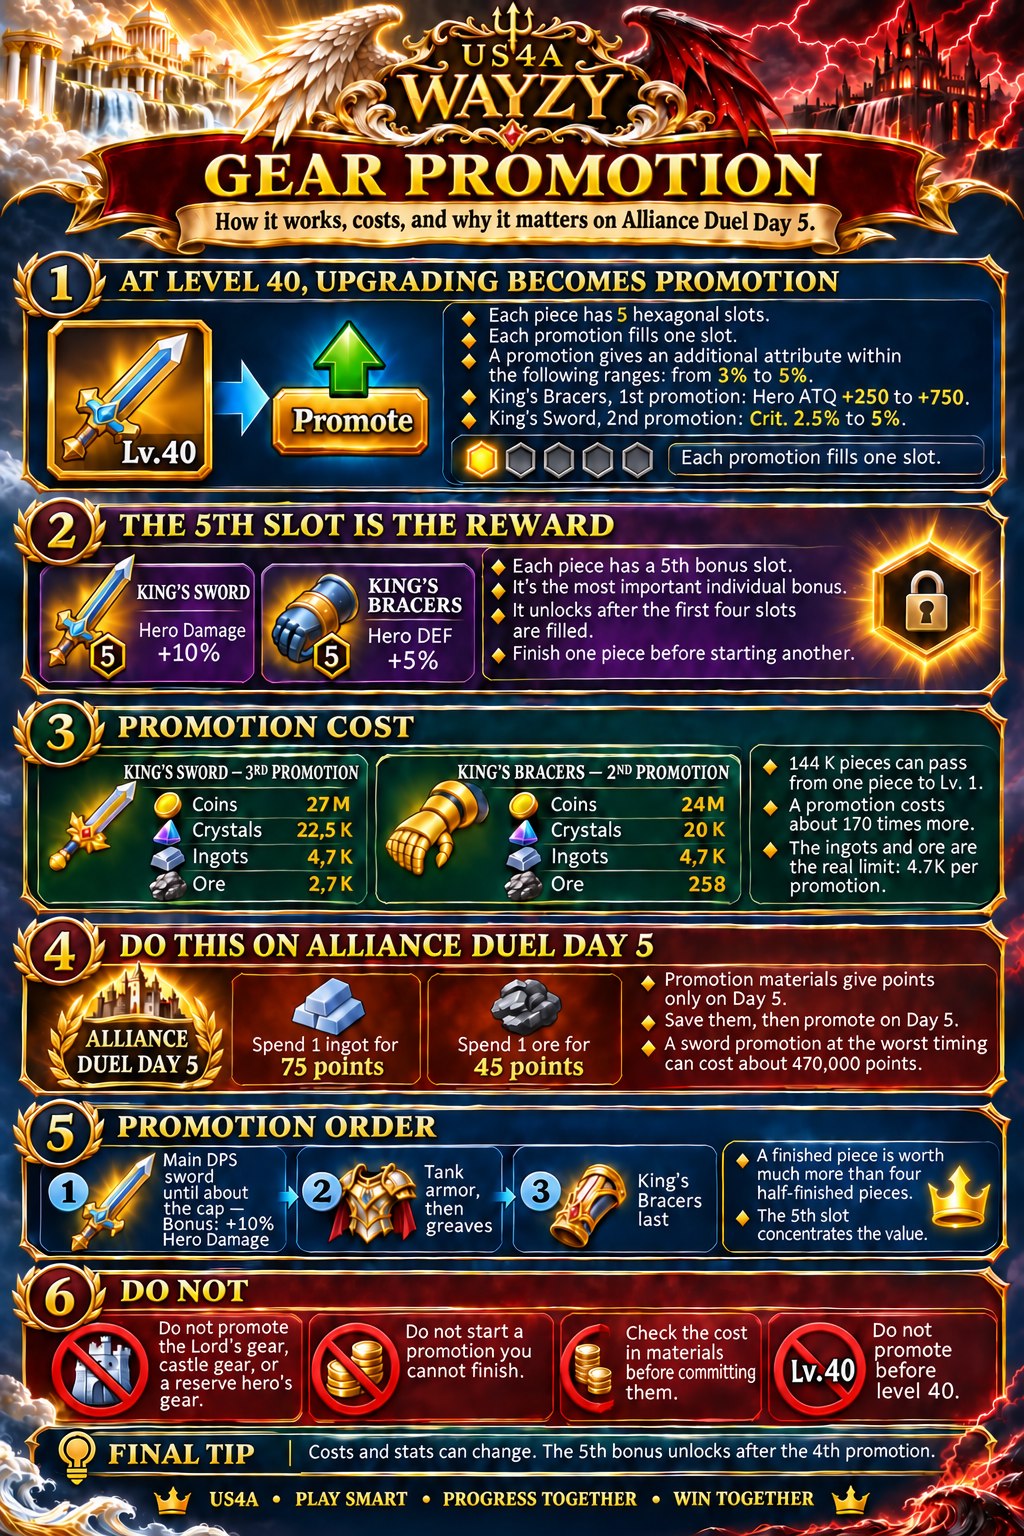 US4A
WAYZY
GEAR PROMOTION
How it works, costs, and why it matters on Alliance Duel Day 5.
1
AT LEVEL 40, UPGRADING BECOMES PROMOTION
Lv.40
Promote
Each piece has 5 hexagonal slots.
Each promotion fills one slot.
A promotion gives an additional attribute within
the following ranges: from 3% to 5%.
King's Bracers, 1st promotion: Hero ATQ +250 to +750.
King's Sword, 2nd promotion: Crit. 2.5% to 5%.
Each promotion fills one slot.
2
THE 5TH SLOT IS THE REWARD
5
KING'S SWORD
Hero Damage
+10%
5
KING'S
BRACERS
Hero DEF
+5%
Each piece has a 5th bonus slot.
It's the most important individual bonus.
It unlocks after the first four slots
are filled.
Finish one piece before starting another.
3
PROMOTION COST
KING'S SWORD – 3RD PROMOTION
Coins 27 M
Crystals 22,5 K
Ingots 4,7 K
Ore 2,7 K
KING'S BRACERS — 2ND PROMOTION
Coins 24M
Crystals 20 K
Ingots 4,7 K
Ore 258
144 K pieces can pass
from one piece to Lv. 1.
A promotion costs
about 170 times more.
The ingots and ore are
the real limit: 4.7K per
promotion.
4
DO THIS ON ALLIANCE DUEL DAY 5
ALLIANCE
DUEL DAY 5
Spend 1 ingot for
75 points
Spend 1 ore for
45 points
Promotion materials give points
only on Day 5.
Save them, then promote on Day 5.
A sword promotion at the worst timing
can cost about 470,000 points.
5
PROMOTION ORDER
1
Main DPS
sword
until about
the cap —
Bonus: +10%
Hero Damage
2
Tank
armor,
then
greaves
3
King's
Bracers
last
A finished piece is worth
much more than four
half-finished pieces.
The 5th slot
concentrates the value.
6
DO NOT
Do not promote
the Lord's gear,
castle gear, or
a reserve hero's
gear.
Do not start a
promotion you
cannot finish.
Check the cost
in materials
before committing
them.
Lv.40
Do not
promote
before
level 40.
FINAL TIP
Costs and stats can change. The 5th bonus unlocks after the 4th promotion.
US4A • PLAY SMART • PROGRESS TOGETHER • WIN TOGETHER